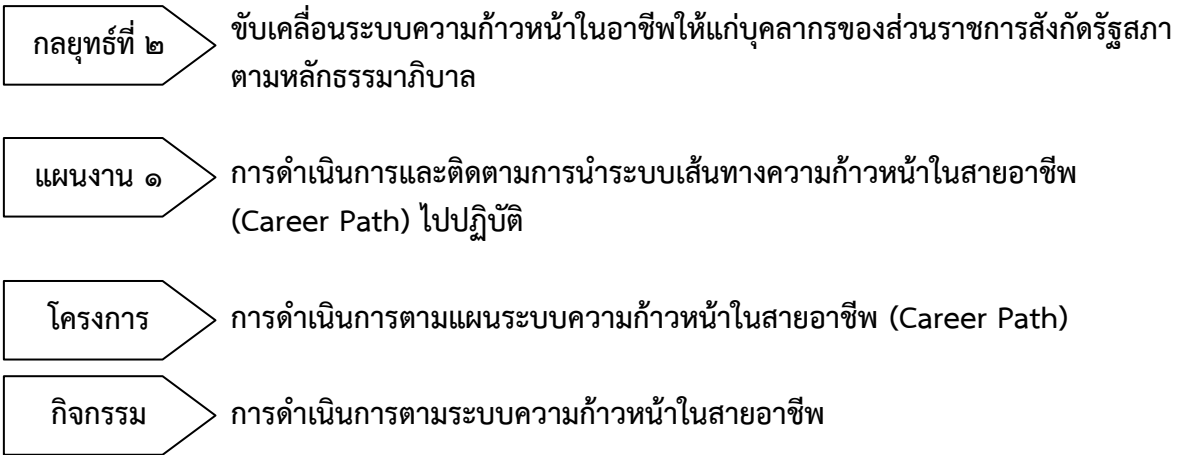 กลยุทธ์ที่ ๒ ขับเคลื่อนระบบความก้าวหน้าในอาชีพให้แก่บุคลากรของส่วนราชการสังกัดรัฐสภา
ตามหลักธรรมาภิบาล
แผนงาน ๑ การดำเนินการและติดตามการนำระบบเส้นทางความก้าวหน้าในสายอาชีพ
(Career Path) ไปปฏิบัติ
โครงการ การดำเนินการตามแผนระบบความก้าวหน้าในสายอาชีพ (Career Path)
กิจกรรม การดำเนินการตามระบบความก้าวหน้าในสายอาชีพ